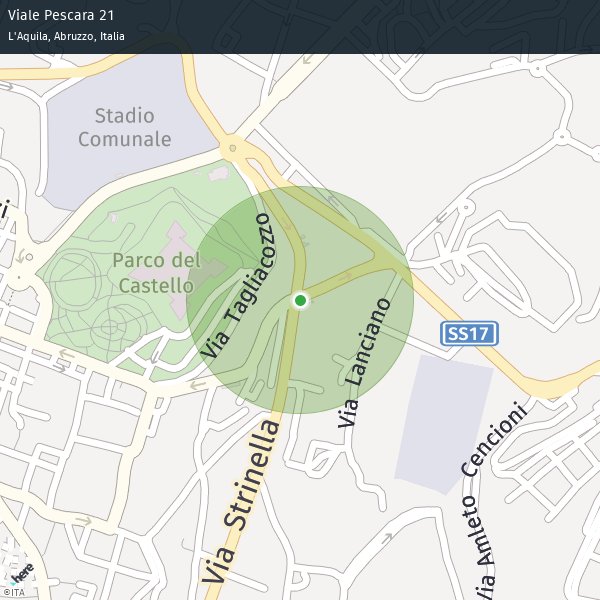 Viale Pescara 21
L'Aquila, Abruzzo, Italia
Stadio
Comunale
Parco del
Castello
Via Tagliacozzo
Via Lanciano
SS17
Via Strinella
Via Amleto Cencioni
here
©ITA